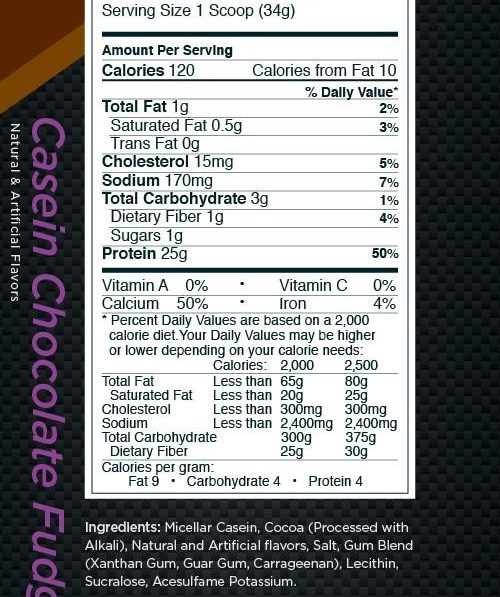 Serving Size 1 Scoop (34g)
Amount Per Serving
Calories 120 Calories from Fat 10
% Daily Value*
Total Fat 1g 2%
Saturated Fat 0.5g 3%
Trans Fat 0g
Cholesterol 15mg 5%
Sodium 170mg 7%
Total Carbohydrate 3g 1%
Dietary Fiber 1g 4%
Sugars 1g
Protein 25g 50%
Vitamin A 0% • Vitamin C 0%
Calcium 50% • Iron 4%
* Percent Daily Values are based on a 2,000
calorie diet.Your Daily Values may be higher
or lower depending on your calorie needs:
Calories: 2,000 2,500
Total Fat Less than 65g 80g
Saturated Fat Less than 20g 25g
Cholesterol Less than 300mg 300mg
Sodium Less than 2,400mg 2,400mg
Total Carbohydrate 300g 375g
Dietary Fiber 25g 30g
Calories per gram:
Fat 9 • Carbohydrate 4 • Protein 4
Ingredients: Micellar Casein, Cocoa (Processed with
Alkali), Natural and Artificial flavors, Salt, Gum Blend
(Xanthan Gum, Guar Gum, Carrageenan), Lecithin,
Sucralose, Acesulfame Potassium.
Casein Chocolate Fudg
Natural & Artificial Flavors